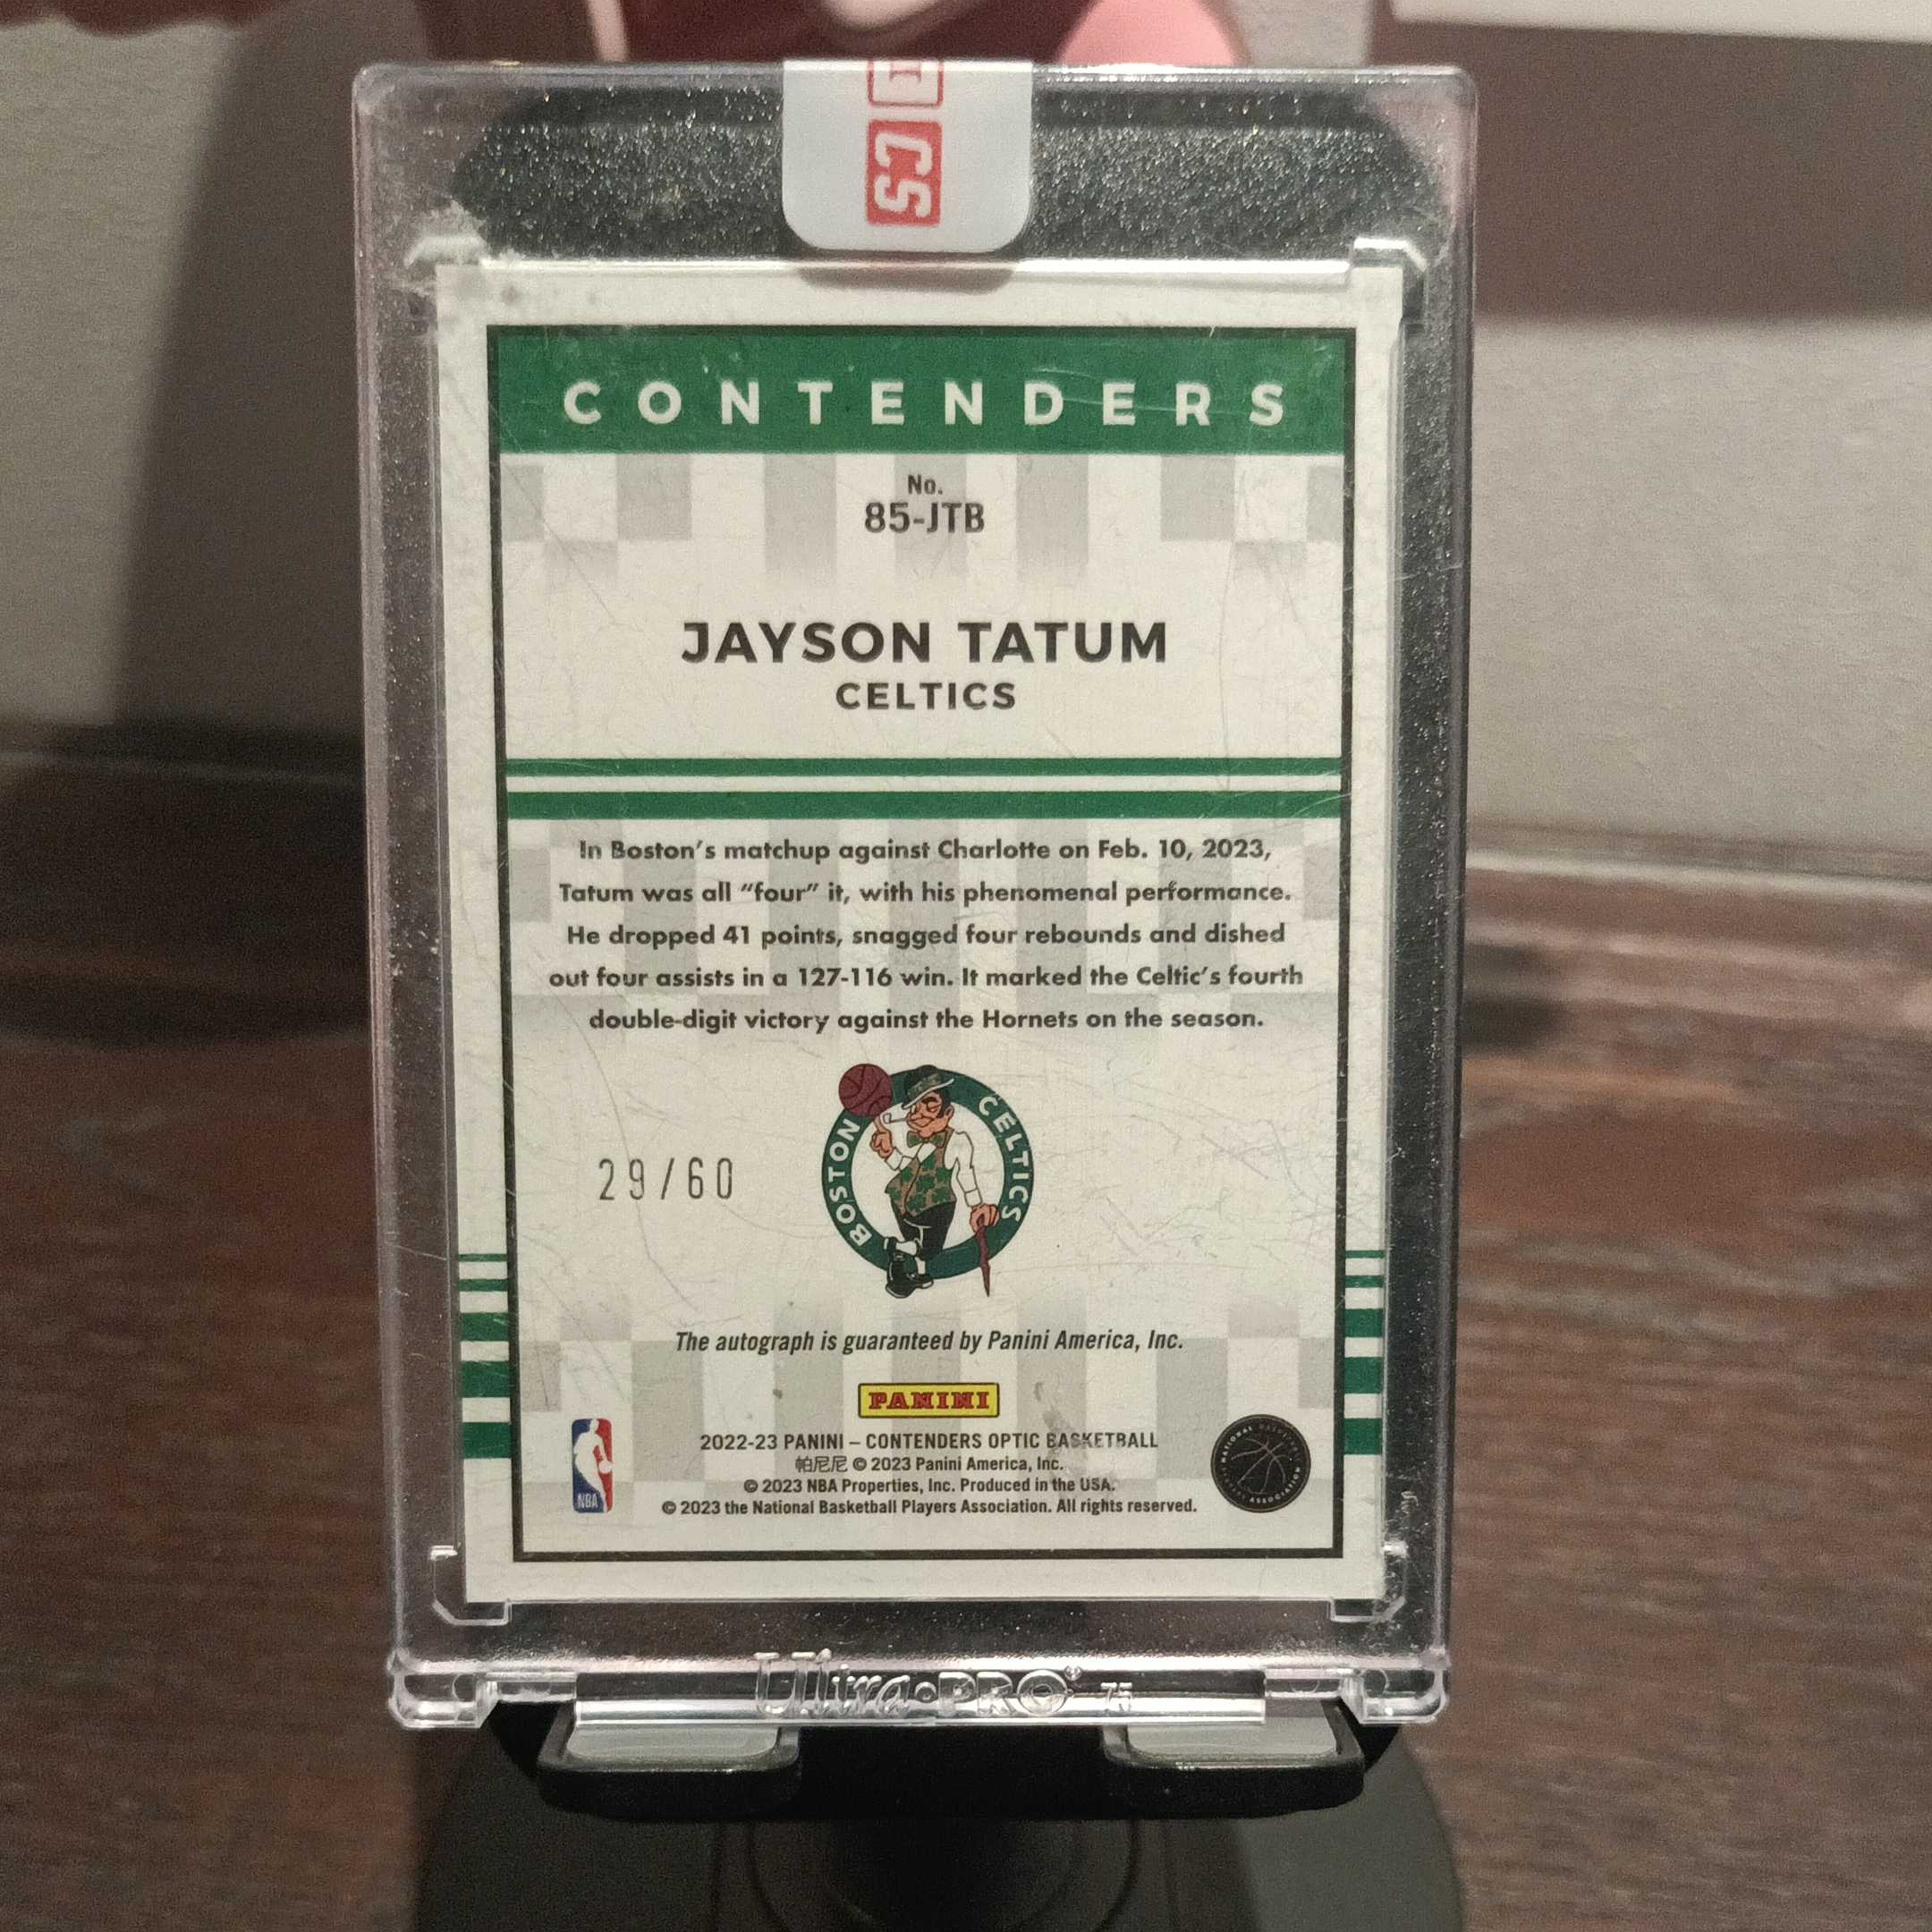 CS
CONTENDERS
No.
85-JTB
JAYSON TATUM
CELTICS
In Boston's matchup against Charlotte on Feb. 10, 2023,
Tatum was all “four” it, with his phenomenal performance.
He dropped 41 points, snagged four rebounds and dished
out four assists in a 127-116 win. It marked the Celtic's fourth
double-digit victory against the Hornets on the season.
BOSTON CELTICS
29/60
The autograph is guaranteed by Panini America, Inc.
PANINI
2022-23 PANINI – CONTENDERS OPTIC BASKETBALL
帕尼尼 © 2023 Panini America, Inc.
© 2023 NBA Properties, Inc. Produced in the USA.
© 2023 the National Basketball Players Association. All rights reserved.
NBA
NATIONAL BASKETBALL PLAYERS ASSOCIATION
Ultra•PRO® 75